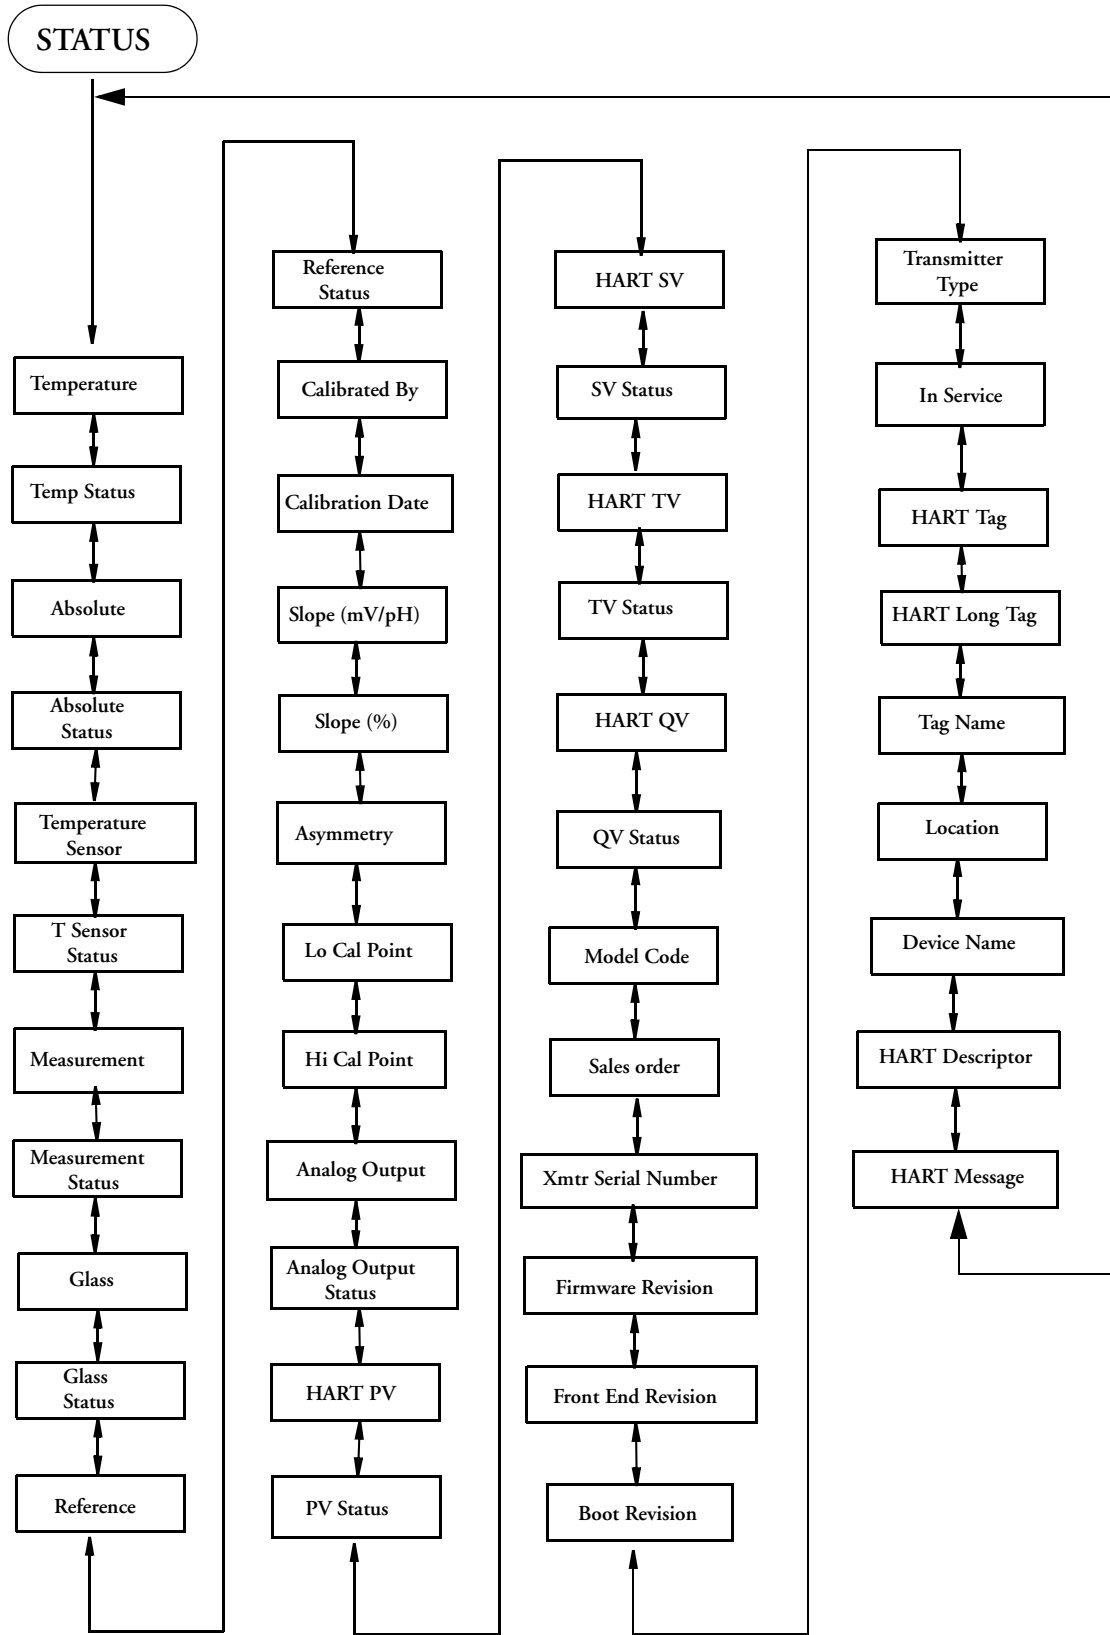 STATUS
Temperature
Temp Status
Absolute
Absolute
Status
Temperature
Sensor
T Sensor
Status
Measurement
Measurement
Status
Glass
Glass
Status
Reference
Reference
Status
Calibrated By
Calibration Date
Slope (mV/pH)
Slope (%)
Asymmetry
Lo Cal Point
Hi Cal Point
Analog Output
Analog Output
Status
HART PV
PV Status
HART SV
SV Status
HART TV
TV Status
HART QV
QV Status
Model Code
Sales order
Xmtr Serial Number
Firmware Revision
Front End Revision
Boot Revision
Transmitter
Type
In Service
HART Tag
HART Long Tag
Tag Name
Location
Device Name
HART Descriptor
HART Message